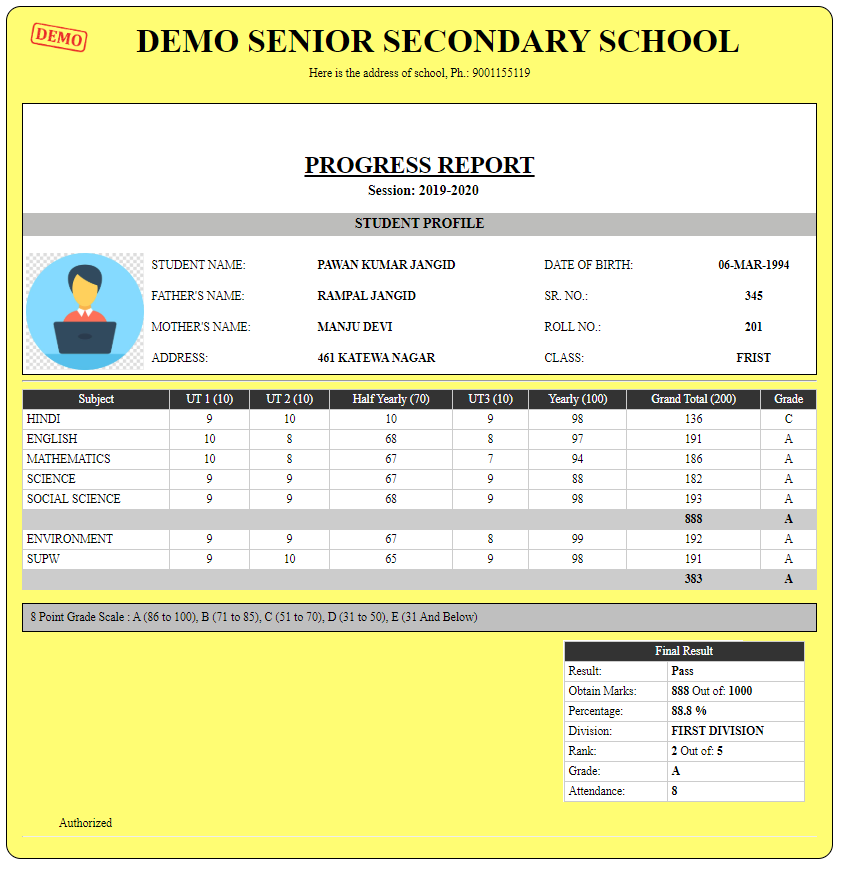 DEMO
DEMO SENIOR SECONDARY SCHOOL
Here is the address of school, Ph.: 9001155119
PROGRESS REPORT
Session: 2019-2020
STUDENT PROFILE
STUDENT NAME: PAWAN KUMAR JANGID DATE OF BIRTH: 06-MAR-1994
FATHER'S NAME: RAMPAL JANGID SR. NO.: 345
MOTHER'S NAME: MANJU DEVI ROLL NO.: 201
ADDRESS: 461 KATEWA NAGAR CLASS: FRIST
Subject UT 1 (10) UT 2 (10) Half Yearly (70) UT3 (10) Yearly (100) Grand Total (200) Grade
HINDI 9 10 10 9 98 136 C
ENGLISH 10 8 68 8 97 191 A
MATHEMATICS 10 8 67 7 94 186 A
SCIENCE 9 9 67 9 88 182 A
SOCIAL SCIENCE 9 9 68 9 98 193 A
888 A
ENVIRONMENT 9 9 67 8 99 192 A
SUPW 9 10 65 9 98 191 A
383 A
8 Point Grade Scale : A (86 to 100), B (71 to 85), C (51 to 70), D (31 to 50), E (31 And Below)
Final Result
Result: Pass
Obtain Marks: 888 Out of: 1000
Percentage: 88.8 %
Division: FIRST DIVISION
Rank: 2 Out of: 5
Grade: A
Attendance: 8
Authorized